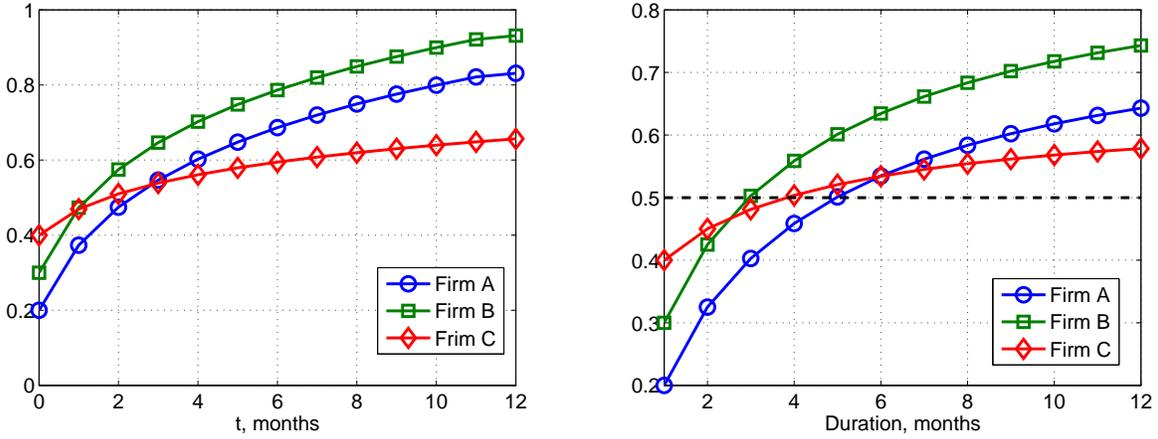 1
0.8
0.6
0.4
0.2
0
0 2 4 6 8 10 12
t, months
Firm A
Firm B
Frim C
0.8
0.7
0.6
0.5
0.4
0.3
0.2
2 4 6 8 10 12
Duration, months
Firm A
Firm B
Firm C